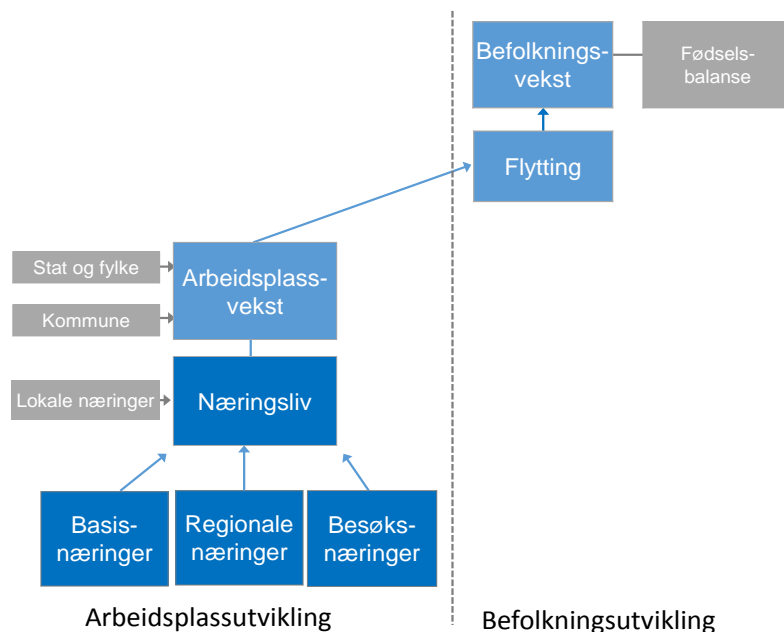 Befolknings-
vekst
Fødsels-
balanse
Flytting
Stat og fylke
Arbeidsplass-
vekst
Kommune
Lokale næringer
Næringsliv
Basis-
næringer
Regionale
næringer
Besøks-
næringer
Arbeidsplassutvikling
Befolkningsutvikling